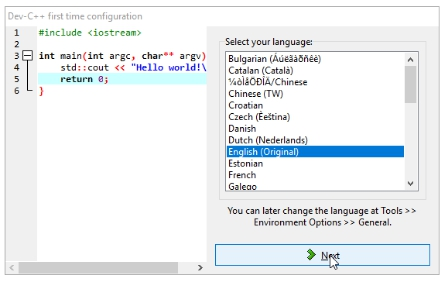 Dev-C++ first time configuration
1 #include <iostream>
2
3 int main(int argc, char** argv)
4 std::cout << "Hello world!\
5 return 0;
6 }
Select your language:
Bulgarian (Áúëãàðñêè)
Catalan (Català)
¼òÌåÖÐÎÄ/Chinese
Chinese (TW)
Croatian
Czech (Èeština)
Danish
Dutch (Nederlands)
English (Original)
Estonian
French
Galego
You can later change the language at Tools >>
Environment Options >> General.
Next